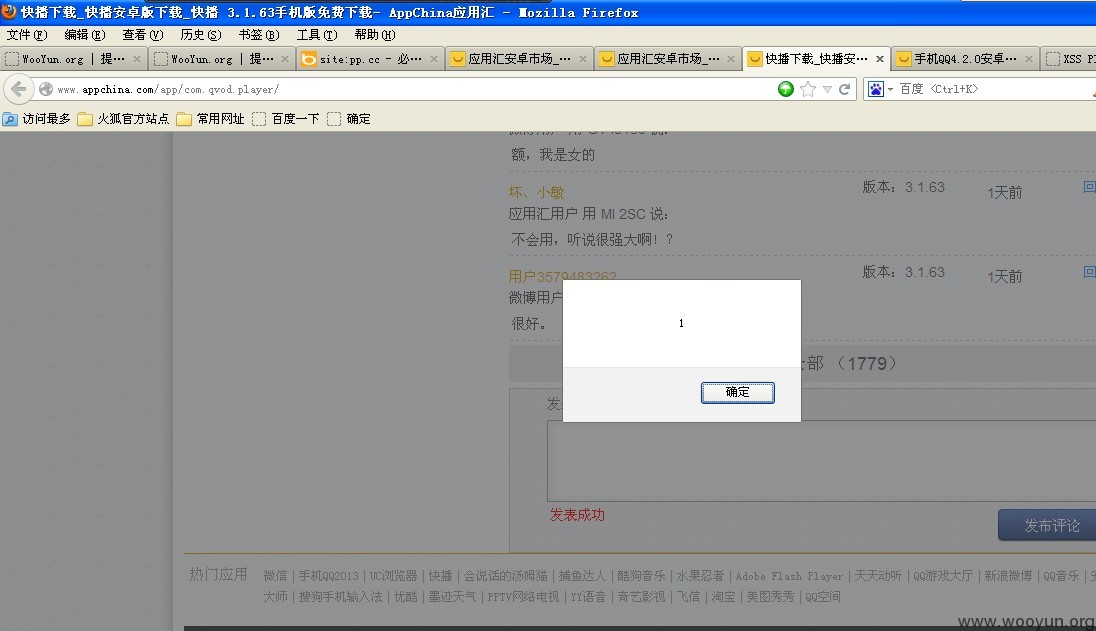 快播下载_快播安卓版下载_快播 3.1.63手机版免费下载- AppChina应用汇 - Mozilla Firefox
文件(F) 编辑(E) 查看(V) 历史(S) 书签(B) 工具(T) 帮助(H)
WooYun.org | 提... WooYun.org | 提... site:pp.cc - 必... 应用汇安卓市场_... 应用汇安卓市场_... 快播下载_快播安... 手机QQ4.2.0安卓... XSS
www.appchina.com/app/com.qvod.player/ 百度 <Ctrl+K>
访问最多 火狐官方站点 常用网址 百度一下 确定
额，我是女的
坏、小敏 版本：3.1.63 1天前
应用汇用户 用 MI 2SC 说：
不会用，听说很强大啊！？
用户3579483262 版本：3.1.63 1天前
微博用户
很好。
1
部 （1779）
确定
发
发表成功
发布评论
热门应用 微信 | 手机QQ2013 | UC浏览器 | 快播 | 会说话的汤姆猫 | 捕鱼达人 | 酷狗音乐 | 水果忍者 | Adobe Flash Player | 天天动听 | QQ游戏大厅 | 新浪微博 | QQ音乐 |
大师 | 搜狗手机输入法 | 优酷 | 墨迹天气 | PPTV网络电视 | YY语音 | 奇艺影视 | 飞信 | 淘宝 | 美图秀秀 | QQ空间
www.wooyun.org